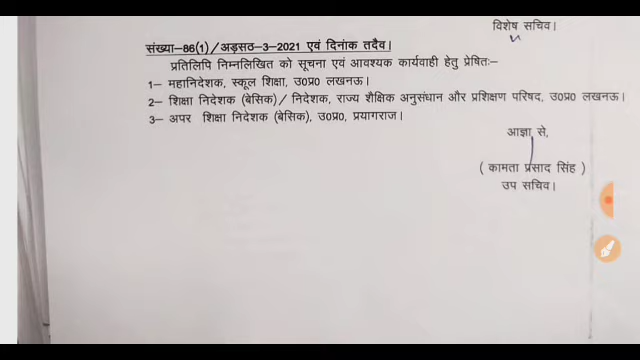 विशेष सचिव।
संख्या-86(1)/अड़सठ-3-2021 एवं दिनांक तदैव।
प्रतिलिपि निम्नलिखित को सूचना एवं आवश्यक कार्यवाही हेतु प्रेषितः-
1- महानिदेशक, स्कूल शिक्षा, उ0प्र0 लखनऊ।
2- शिक्षा निदेशक (बेसिक)/ निदेशक, राज्य शैक्षिक अनुसंधान और प्रशिक्षण परिषद, उ0प्र0 लखनऊ।
3- अपर शिक्षा निदेशक (बेसिक), उ0प्र0, प्रयागराज।
आज्ञा से,
( कामता प्रसाद सिंह )
उप सचिव।